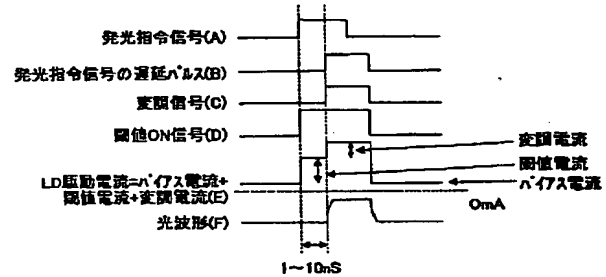 発光指令信号(A)
発光指令信号の遅延パルス(B)
変調信号(C)
閾値ON信号(D)
変調電流
閾値電流
LD駆動電流=バイアス電流+
閾値電流+変調電流(E)
バイアス電流
0mA
光波形(F)
1～10nS